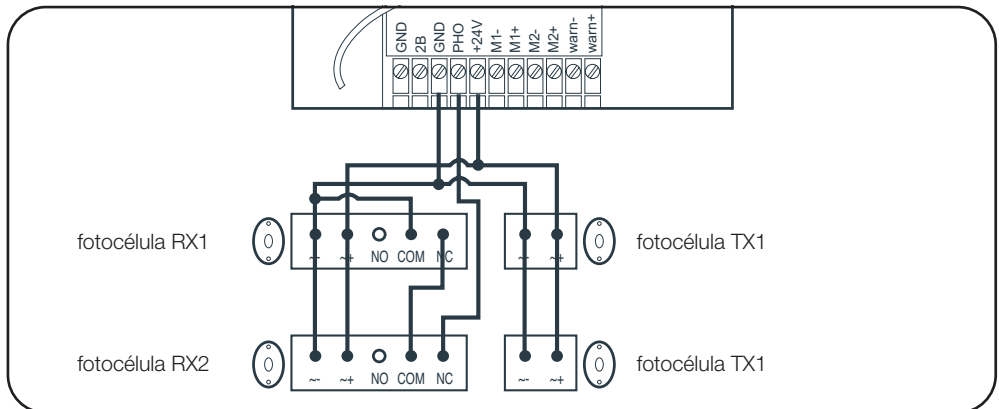 GND 2B GND PHO +24V M1- M1+ M2- M2+ warn- warn+
fotocélula RX1
~- ~+ NO COM NC
~- ~+
fotocélula TX1
fotocélula RX2
~- ~+ NO COM NC
~- ~+
fotocélula TX1